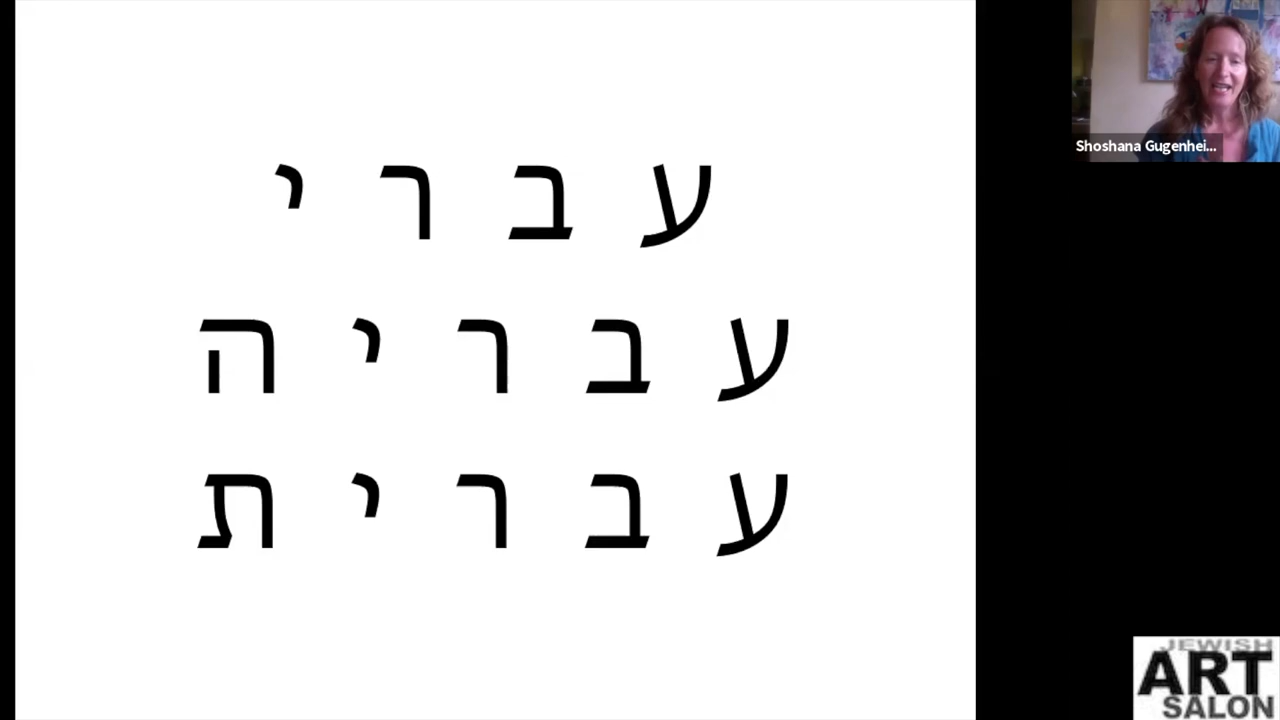 ע ב ר י
ע ב ר י ה
ע ב ר י ת
Shoshana Gugenhei...
JEWISH
ART
SALON